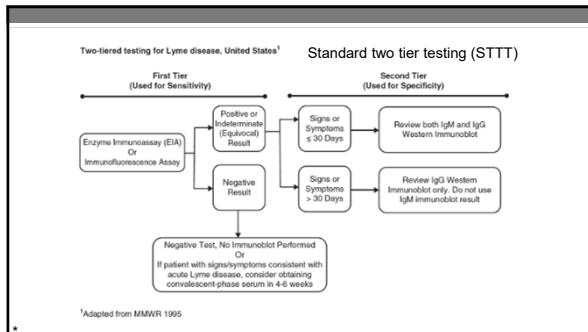 Two-tiered testing for Lyme disease, United States¹
Standard two tier testing (STTT)
First Tier
(Used for Sensitivity)
Second Tier
(Used for Specificity)
Enzyme Immunoassay (EIA)
Or
Immunofluorescence Assay
Positive or
Indeterminate
(Equivocal)
Result
Negative
Result
Signs or
Symptoms
≤ 30 Days
Review both IgM and IgG
Western Immunoblot
Signs or
Symptoms
> 30 Days
Review IgG Western
Immunoblot only. Do not use
IgM immunoblot result
Negative Test, No Immunoblot Performed
Or
If patient with signs/symptoms consistent with
acute Lyme disease, consider obtaining
convalescent-phase serum in 4-6 weeks
¹Adapted from MMWR 1995
*